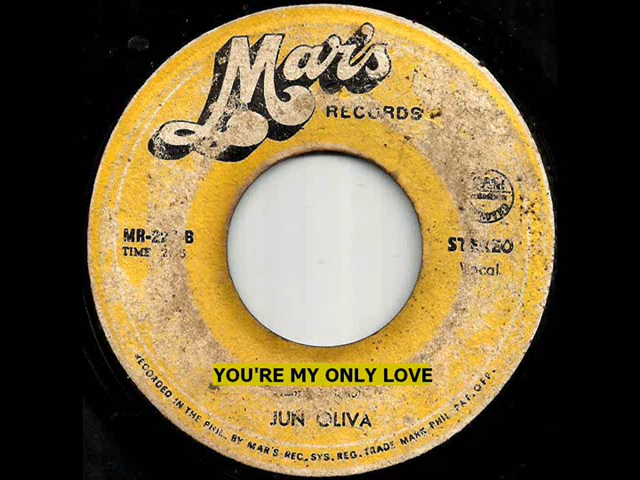 Mar's
RECORDS
MR-22 -B
TIME
STEREO
Vocal
YOU'RE MY ONLY LOVE
JUN OLIVA
RECORDED IN THE PHIL. BY MAR'S REC. SYS. REG. TRADE MARK PHIL. PAT. OFF.